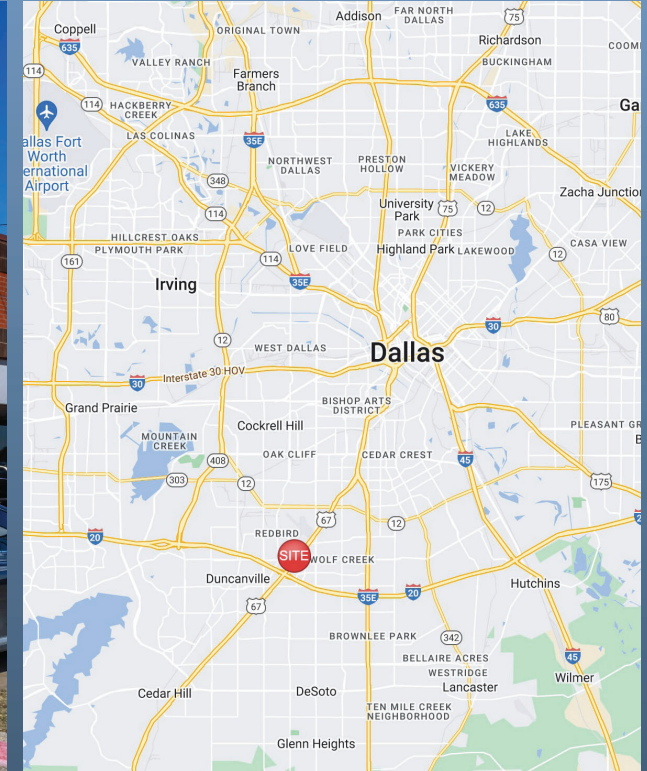 Addison
FAR NORTH
DALLAS
75
Coppell
ORIGINAL TOWN
635
Richardson
VALLEY RANCH
BUCKINGHAM
COOM
114
Farmers
Branch
114
HACKBERRY
CREEK
635
Ga
LAS COLINAS
35E
LAKE
HIGHLANDS
allas Fort
Worth
ernational
Airport
NORTHWEST
DALLAS
PRESTON
HOLLOW
VICKERY
MEADOW
348
Zacha Junctio
114
University
Park
75
12
HILLCREST OAKS
PLYMOUTH PARK
PARK CITIES
LOVE FIELD
Highland Park
LAKEWOOD
CASA VIEW
161
114
12
Irving
35E
30
80
12
WEST DALLAS
Dallas
30
Interstate 30 HOV
Grand Prairie
BISHOP ARTS
DISTRICT
Cockrell Hill
PLEASANT GR
MOUNTAIN
CREEK
OAK CLIFF
CEDAR CREST
408
45
303
12
175
67
12
20
REDBIRD
2
SITE
WOLF CREEK
Duncanville
Hutchins
35E
20
67
BROWNLEE PARK
342
45
BELLAIRE ACRES
WESTRIDGE
Lancaster
Wilmer
Cedar Hill
DeSoto
TEN MILE CREEK
NEIGHBORHOOD
Glenn Heights